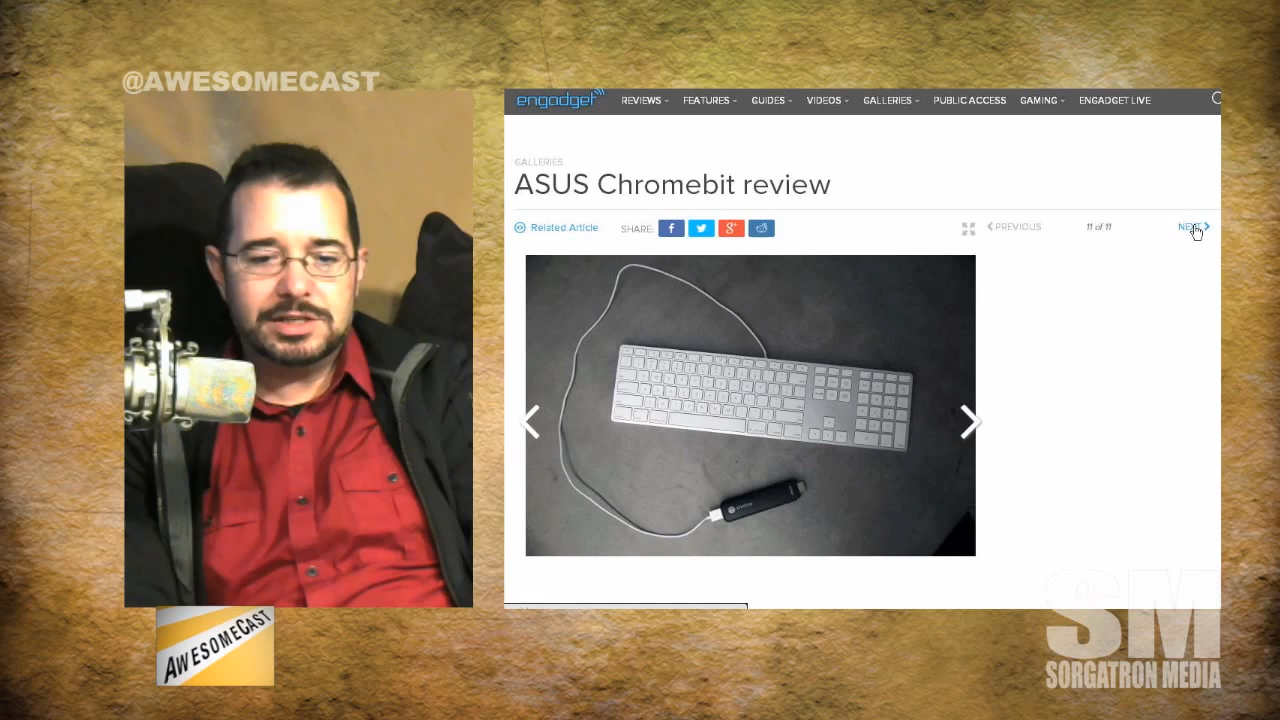 @AWESOMECAST
engadget
REVIEWS FEATURES GUIDES VIDEOS GALLERIES PUBLIC ACCESS GAMING ENGADGET LIVE
GALLERIES
ASUS Chromebit review
Related Article SHARE: PREVIOUS 11 of 11
AWESOMECAST
SM
SORGATRON MEDIA